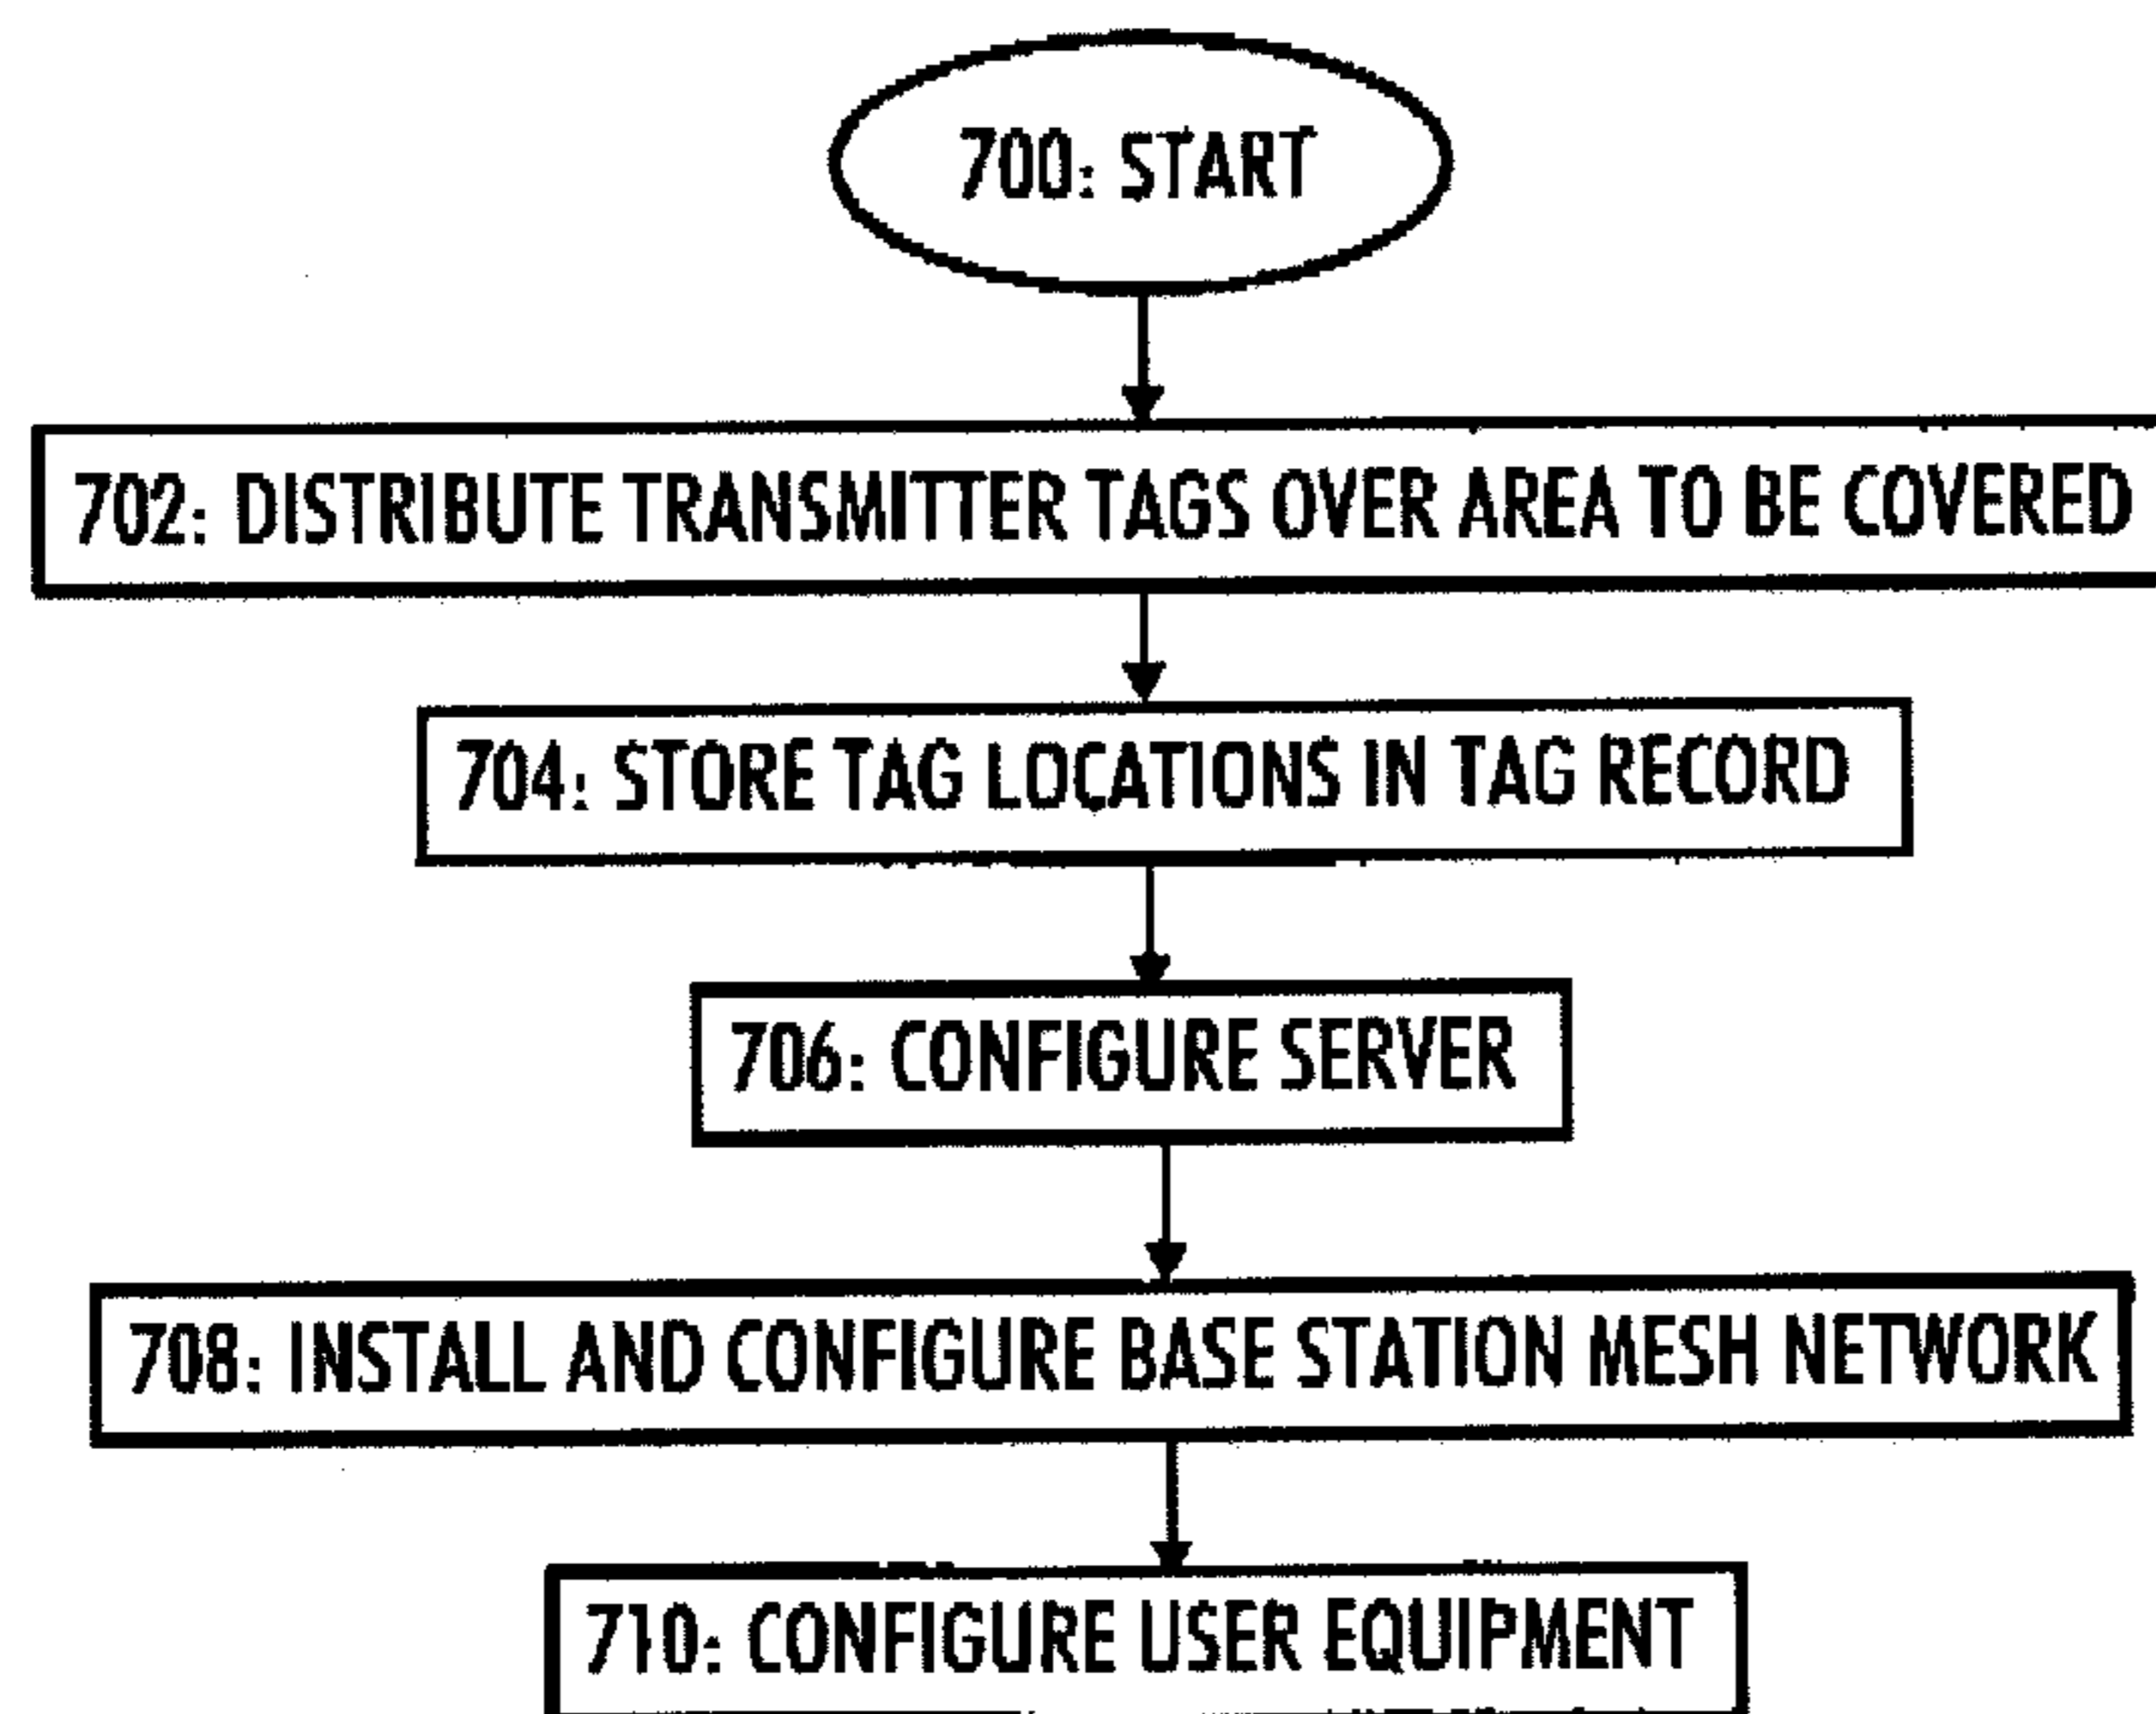 700: START
702: DISTRIBUTE TRANSMITTER TAGS OVER AREA TO BE COVERED
704: STORE TAG LOCATIONS IN TAG RECORD
706: CONFIGURE SERVER
708: INSTALL AND CONFIGURE BASE STATION MESH NETWORK
710: CONFIGURE USER EQUIPMENT